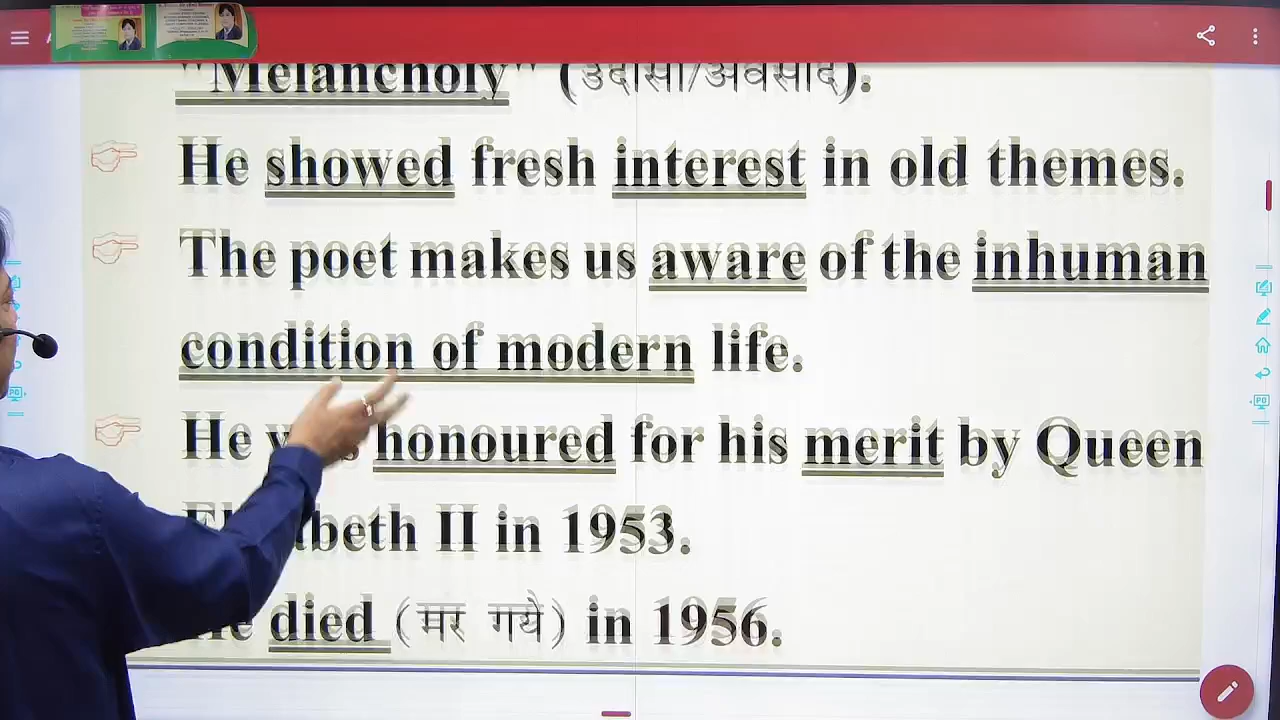 "Melancholy" (उदासी/अवसाद).
He showed fresh interest in old themes.
The poet makes us aware of the inhuman
condition of modern life.
He honoured for his merit by Queen
II in 1953.
died (मर गये) in 1956.